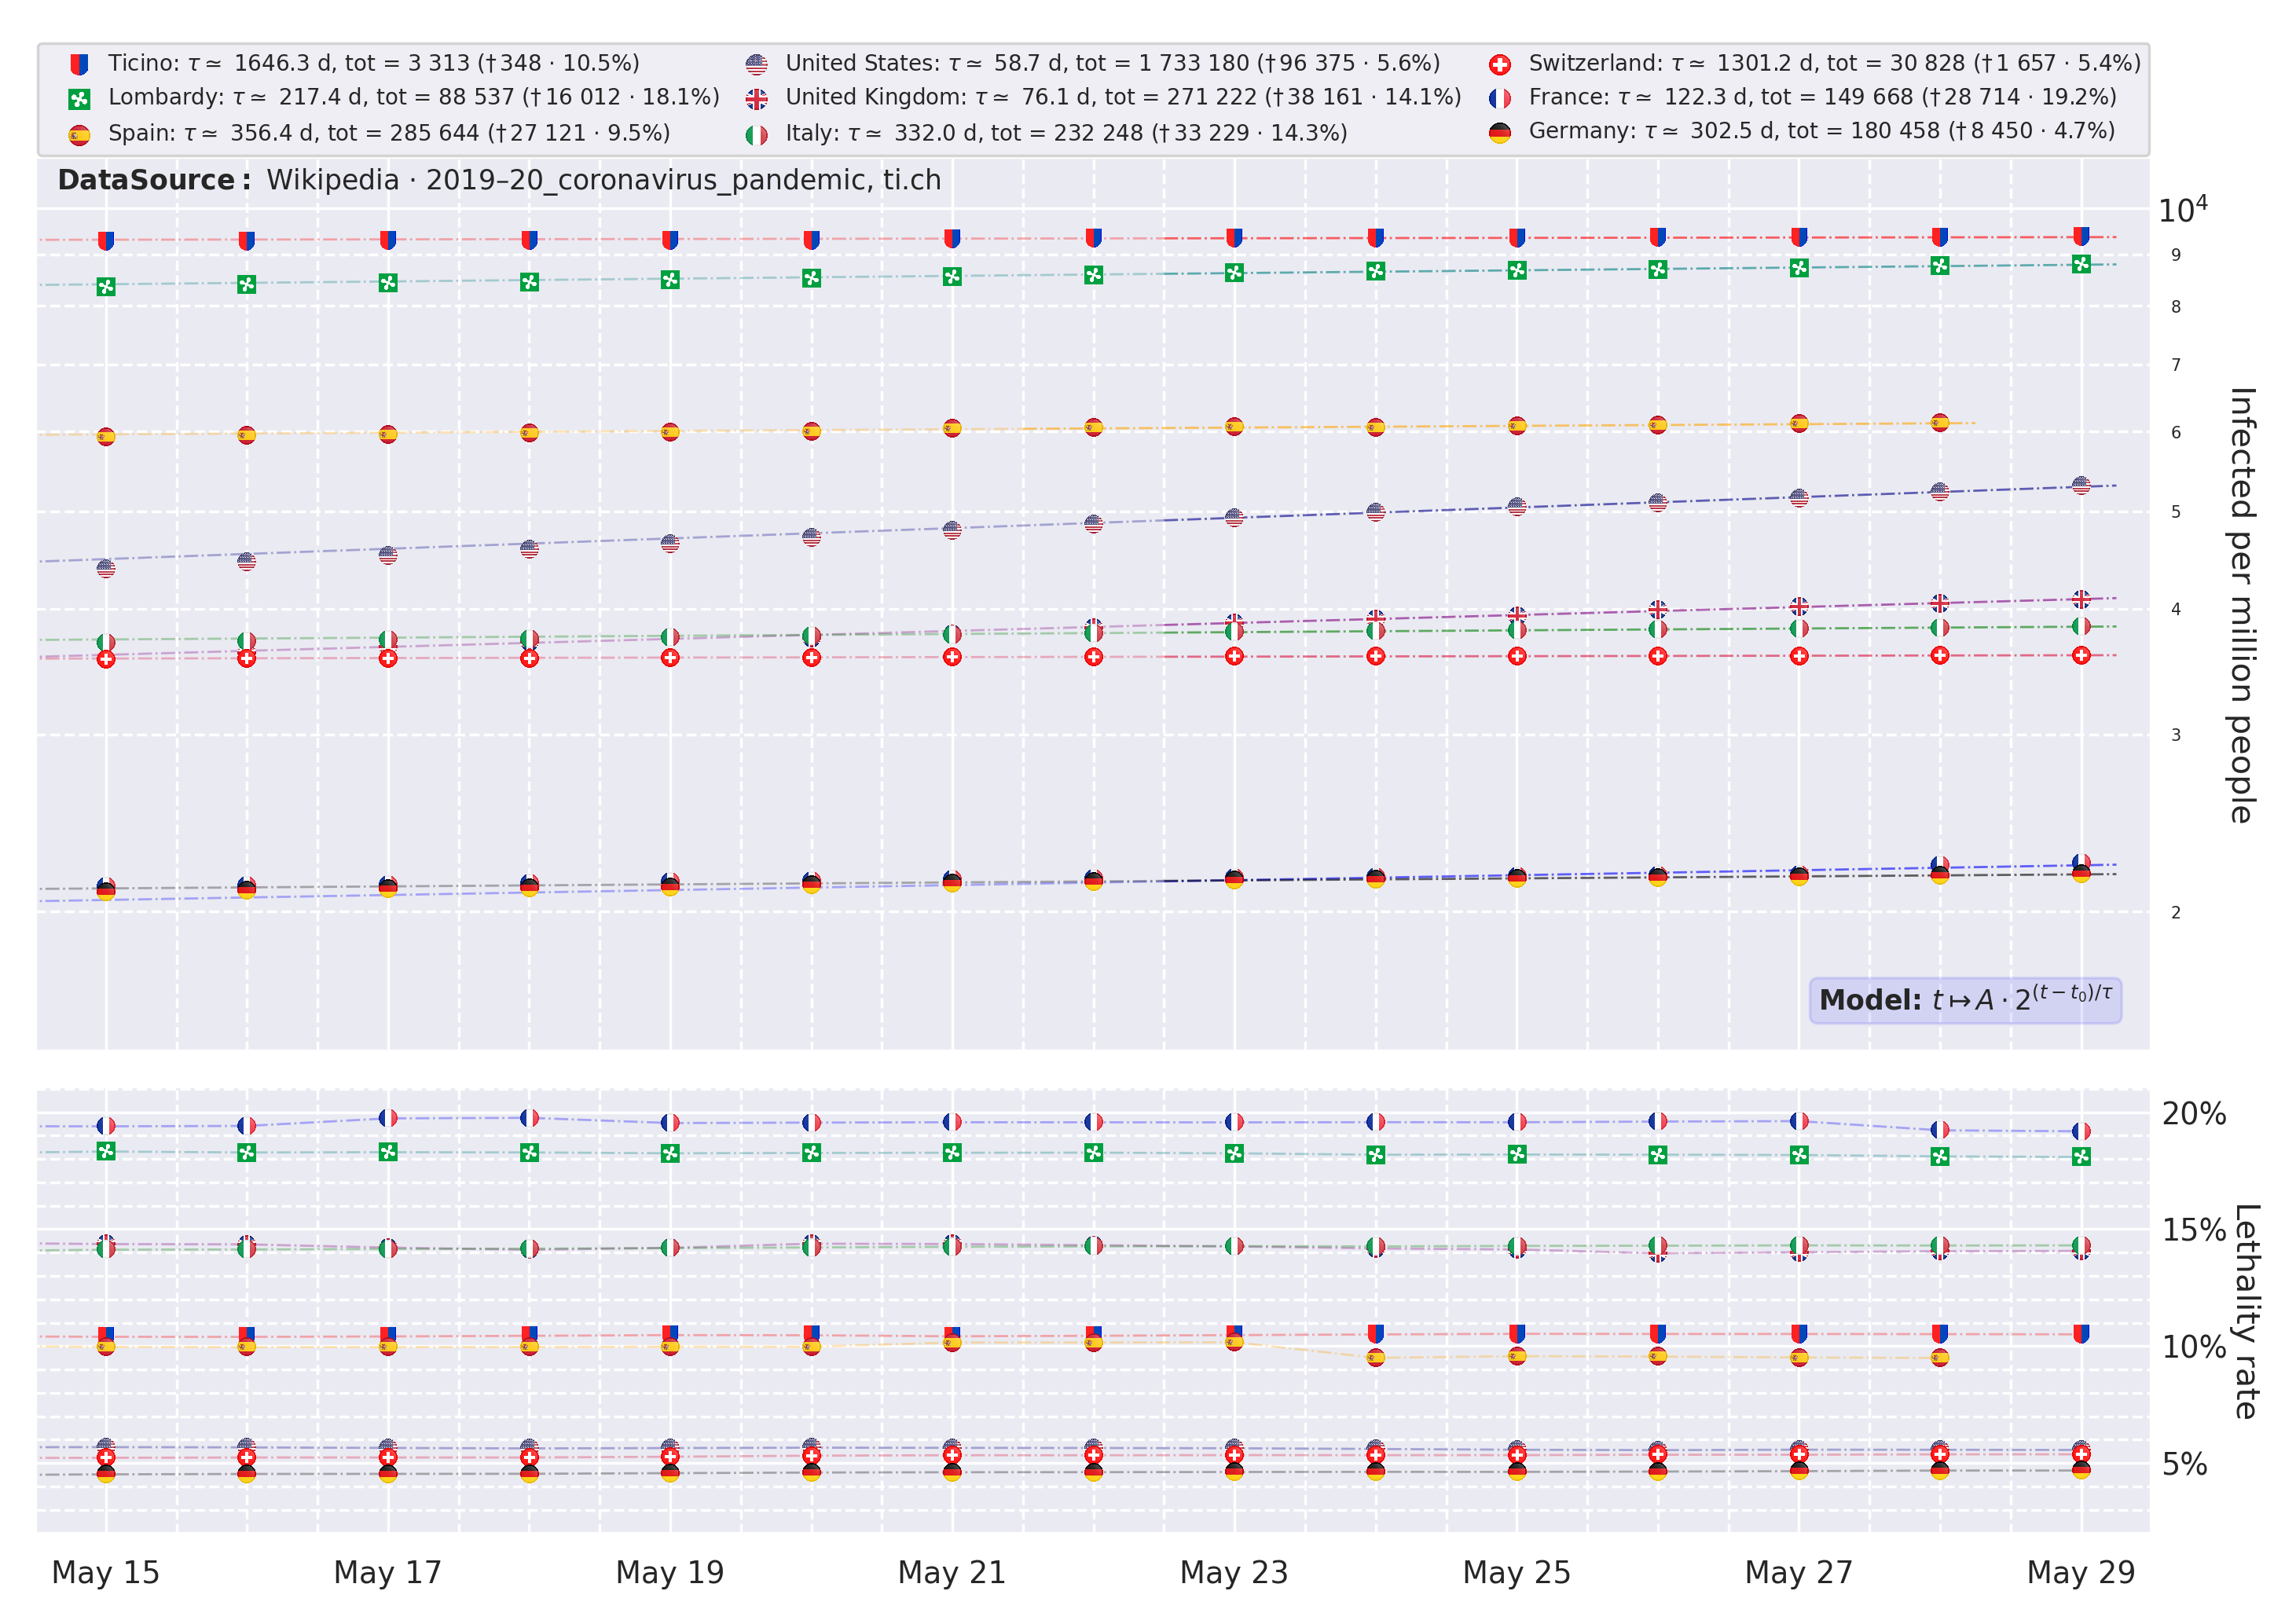 Ticino: τ ≃ 1646.3 d, tot = 3 313 (†348 · 10.5%)
Lombardy: τ ≃ 217.4 d, tot = 88 537 (†16 012 · 18.1%)
Spain: τ ≃ 356.4 d, tot = 285 644 (†27 121 · 9.5%)
United States: τ ≃ 58.7 d, tot = 1 733 180 (†96 375 · 5.6%)
United Kingdom: τ ≃ 76.1 d, tot = 271 222 (†38 161 · 14.1%)
Italy: τ ≃ 332.0 d, tot = 232 248 (†33 229 · 14.3%)
Switzerland: τ ≃ 1301.2 d, tot = 30 828 (†1 657 · 5.4%)
France: τ ≃ 122.3 d, tot = 149 668 (†28 714 · 19.2%)
Germany: τ ≃ 302.5 d, tot = 180 458 (†8 450 · 4.7%)
DataSource: Wikipedia · 2019–20_coronavirus_pandemic, ti.ch
10⁴
9
8
7
6
5
4
3
2
Infected per million people
Model: t ↦ A · 2^(t − t₀)/τ
20%
15%
10%
5%
Lethality rate
May 15
May 17
May 19
May 21
May 23
May 25
May 27
May 29